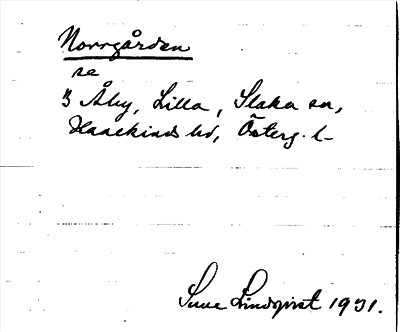 Norrgården
se
3 Åby, Lilla, Slaka sn,
Hanekinds hd, Österg. l-
Sune Lindqvist 1931.